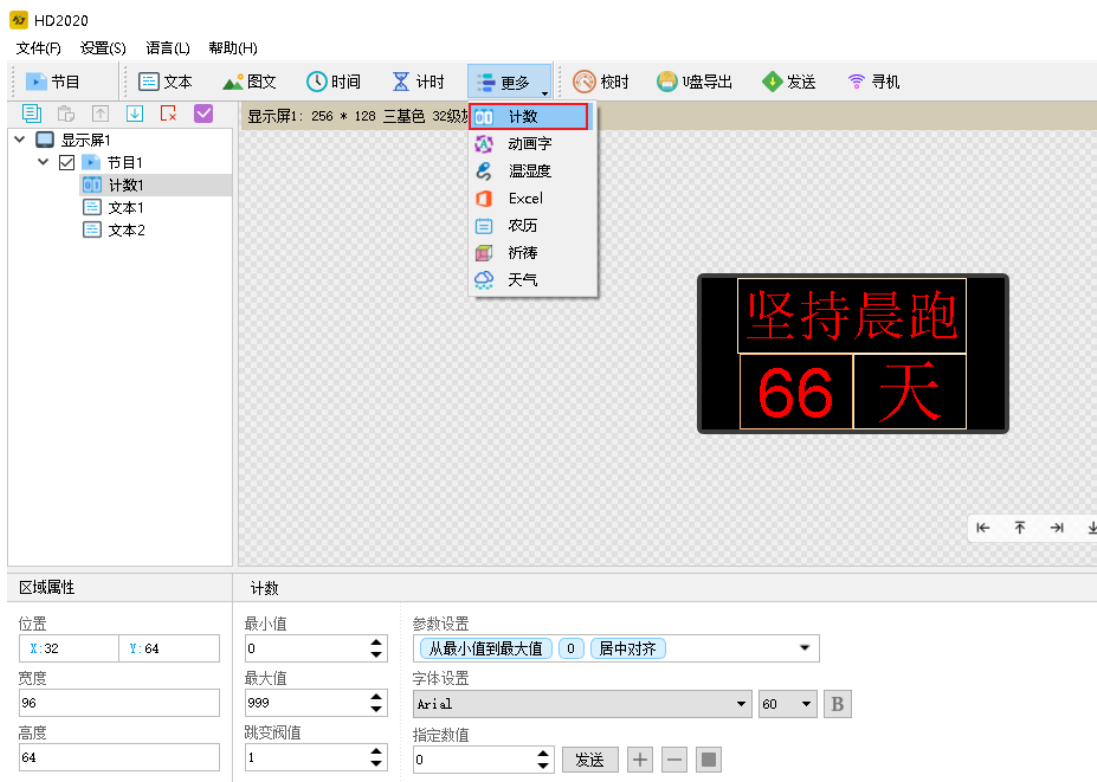 HD2020
文件(F) 设置(S) 语言(L) 帮助(H)
节目 文本 图文 时间 计时 更多 校时 U盘导出 发送 寻机
显示屏1: 256 * 128 三基色 32级
计数
动画字
温湿度
Excel
农历
祈祷
天气
显示屏1
节目1
计数1
文本1
文本2
坚持晨跑
66 天
区域属性
位置
X:32 Y:64
宽度
96
高度
64
计数
最小值
0
最大值
999
跳变阀值
1
参数设置
从最小值到最大值 0 居中对齐
字体设置
Arial 60 B
指定数值
0 发送